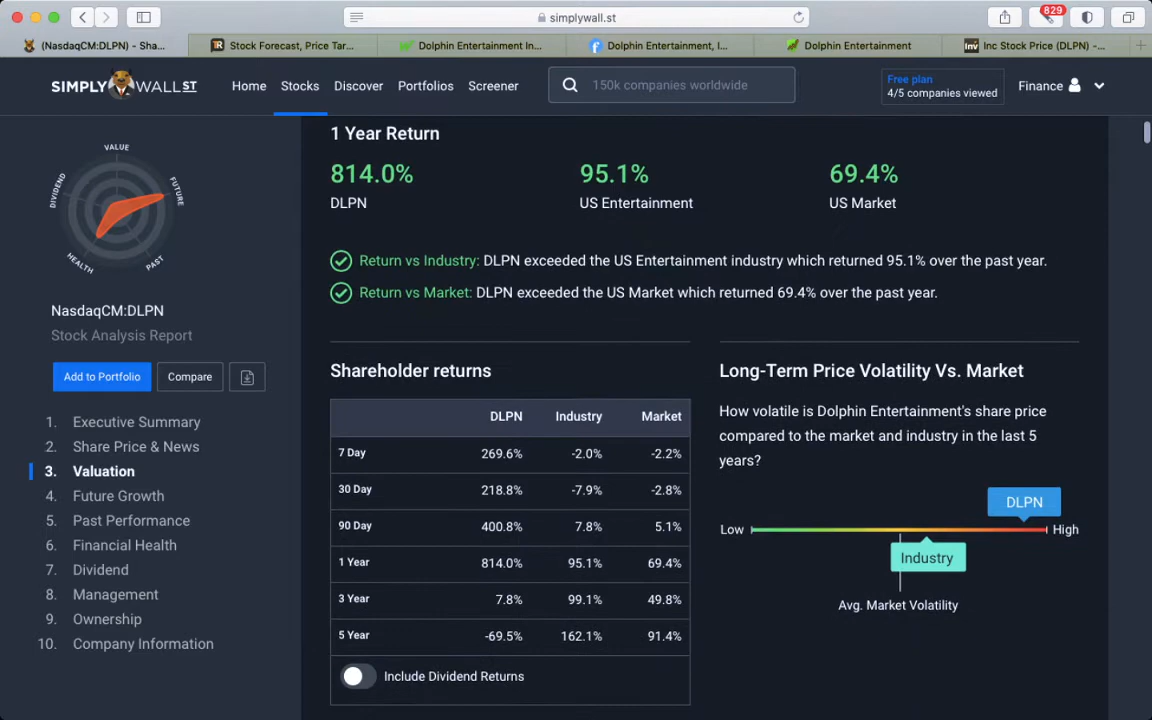 simplywall.st
829
(NasdaqCM:DLPN) - Sha...
Stock Forecast, Price Tar...
Dolphin Entertainment In...
Dolphin Entertainment, I...
Dolphin Entertainment
Inv
Inc Stock Price (DLPN) -...
SIMPLY WALL ST
Home
Stocks
Discover
Portfolios
Screener
150k companies worldwide
Free plan
4/5 companies viewed
Finance
VALUE
FUTURE
PAST
HEALTH
DIVIDEND
NasdaqCM:DLPN
Stock Analysis Report
Add to Portfolio
Compare
1. Executive Summary
2. Share Price & News
3. Valuation
4. Future Growth
5. Past Performance
6. Financial Health
7. Dividend
8. Management
9. Ownership
10. Company Information
1 Year Return
814.0% 95.1% 69.4%
DLPN US Entertainment US Market
Return vs Industry: DLPN exceeded the US Entertainment industry which returned 95.1% over the past year.
Return vs Market: DLPN exceeded the US Market which returned 69.4% over the past year.
Shareholder returns
DLPN Industry Market
7 Day 269.6% -2.0% -2.2%
30 Day 218.8% -7.9% -2.8%
90 Day 400.8% 7.8% 5.1%
1 Year 814.0% 95.1% 69.4%
3 Year 7.8% 99.1% 49.8%
5 Year -69.5% 162.1% 91.4%
Include Dividend Returns
Long-Term Price Volatility Vs. Market
How volatile is Dolphin Entertainment's share price
compared to the market and industry in the last 5
years?
DLPN
Low High
Industry
Avg. Market Volatility